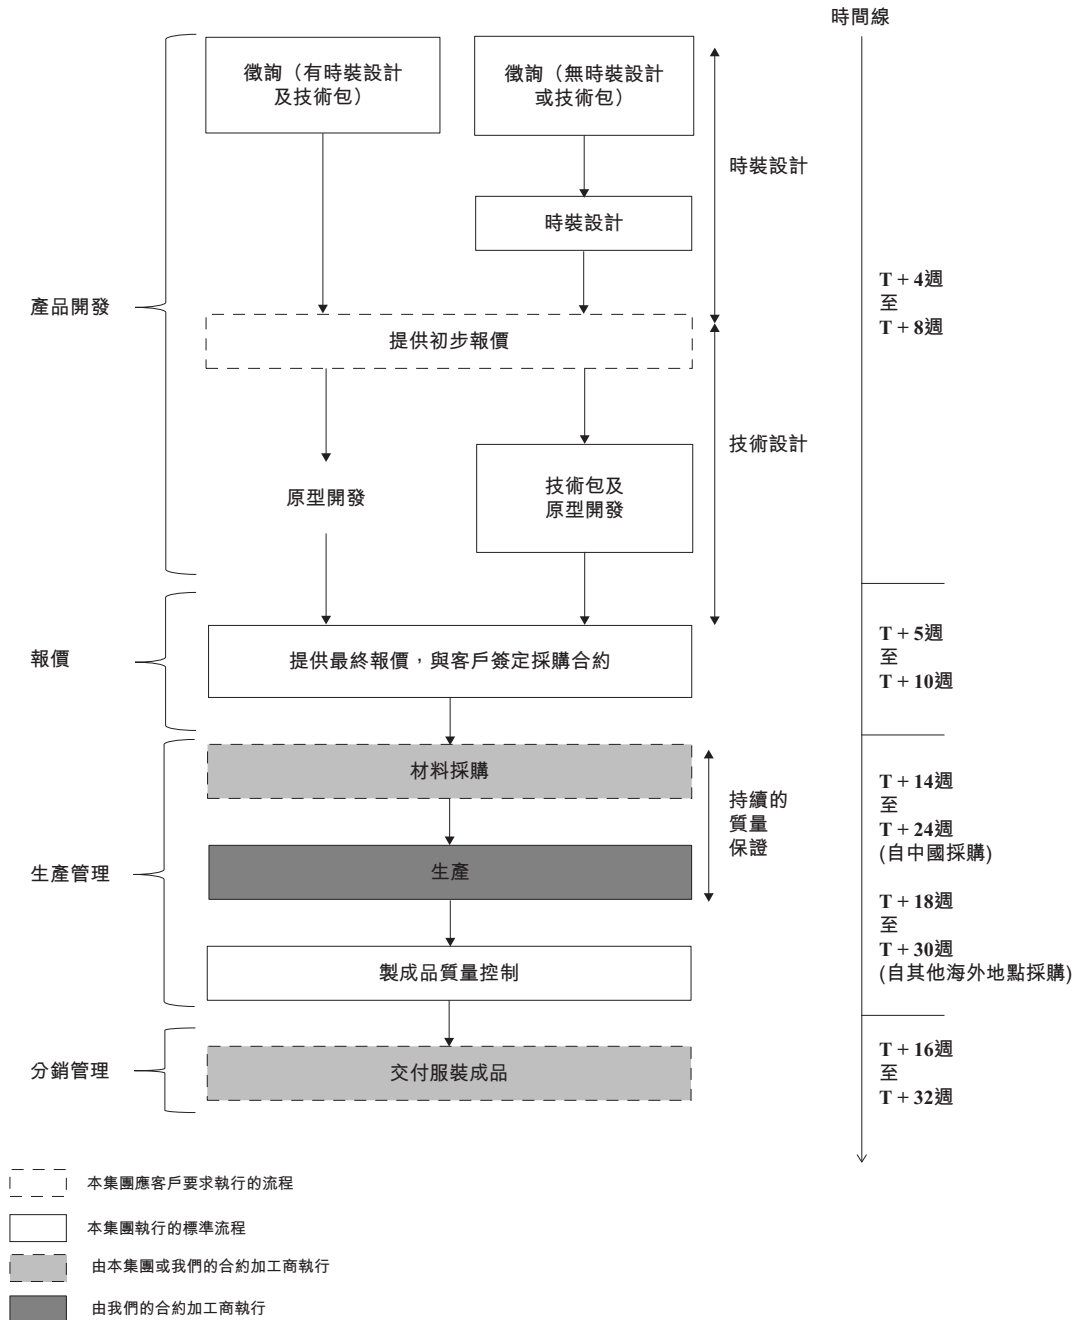 時間線
徵詢（有時裝設計
及技術包）
徵詢（無時裝設計
或技術包）
時裝設計
時裝設計
產品開發
T + 4週
至
T + 8週
提供初步報價
技術設計
原型開發
技術包及
原型開發
報價
提供最終報價，與客戶簽定採購合約
T + 5週
至
T + 10週
材料採購
持續的
質量
保證
生產管理
生產
T + 14週
至
T + 24週
(自中國採購)
T + 18週
至
T + 30週
(自其他海外地點採購)
製成品質量控制
分銷管理
交付服裝成品
T + 16週
至
T + 32週
本集團應客戶要求執行的流程
本集團執行的標準流程
由本集團或我們的合約加工商執行
由我們的合約加工商執行